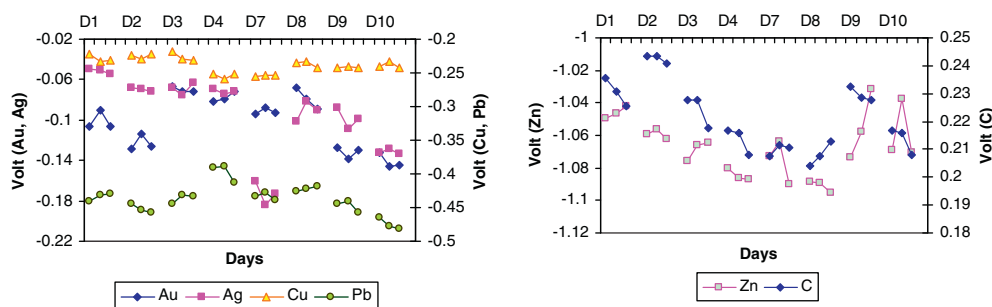 D1 D2 D3 D4 D7 D8 D9 D10
-0.02
-0.06
-0.1
-0.14
-0.18
-0.22
Volt (Au, Ag)
-0.2
-0.25
-0.3
-0.35
-0.4
-0.45
-0.5
Volt (Cu, Pb)
Days
Au Ag Cu Pb
D1 D2 D3 D4 D7 D8 D9 D10
-1
-1.02
-1.04
-1.06
-1.08
-1.1
-1.12
Volt (Zn)
0.25
0.24
0.23
0.22
0.21
0.2
0.19
0.18
Volt (C)
Days
Zn C